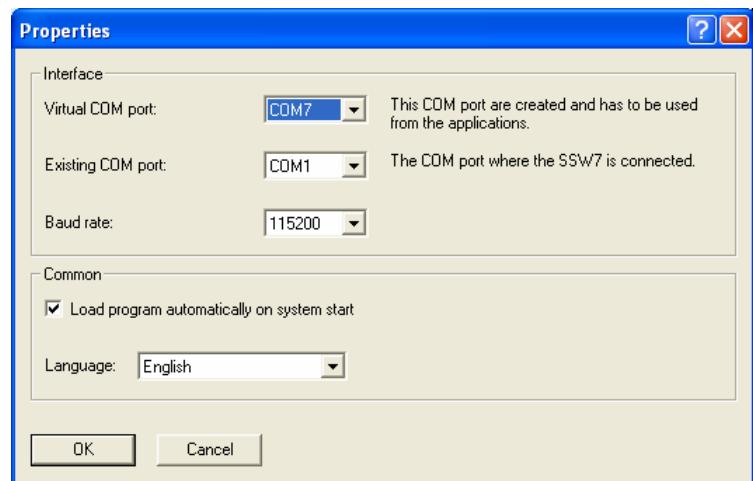 Properties
Interface
Virtual COM port:
COM7
This COM port are created and has to be used
from the applications.
Existing COM port:
COM1
The COM port where the SSW7 is connected.
Baud rate:
115200
Common
Load program automatically on system start
Language:
English
OK
Cancel